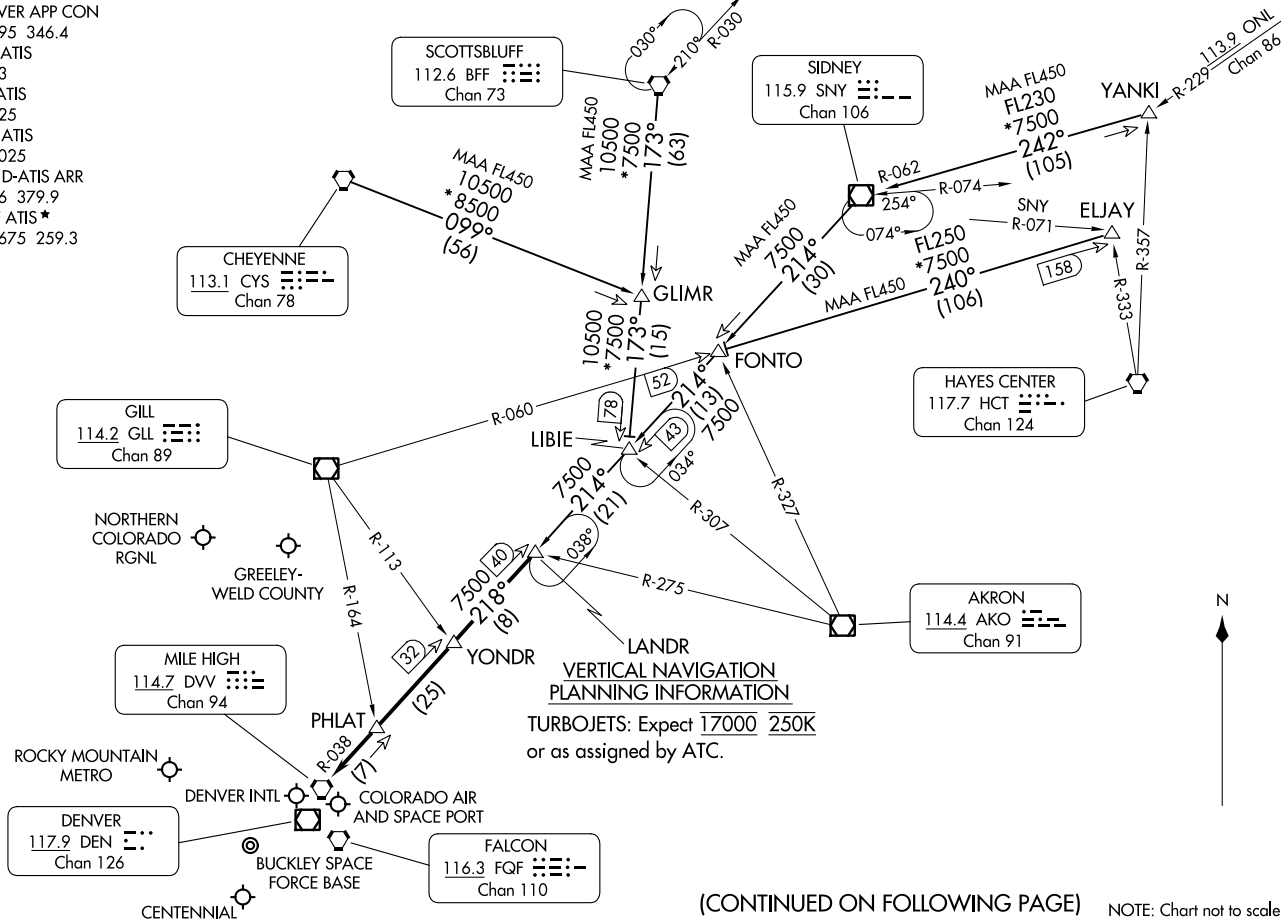 VER APP CON
95 346.4
ATIS
3
ATIS
25
ATIS
025
D-ATIS ARR
6 379.9
ATIS★
675 259.3
SCOTTSBLUFF
112.6 BFF
Chan 73
030°
210°
R-030
SIDNEY
115.9 SNY
Chan 106
113.9 ONL
Chan 86
R-229
YANKI
MAA FL450
FL230
*7500
242°
(105)
MAA FL450
10500
*7500
173°
(63)
MAA FL450
10500
*8500
099°
(56)
CHEYENNE
113.1 CYS
Chan 78
R-062
R-074
254°
074°
SNY
R-071
ELJAY
R-357
R-333
MAA FL450
7500
214°
(30)
FL250
*7500
240°
(106)
MAA FL450
158
GLIMR
10500
*7500
173°
(15)
FONTO
HAYES CENTER
117.7 HCT
Chan 124
GILL
114.2 GLL
Chan 89
R-060
52
78
214°
(13)
7500
43
034°
LIBIE
7500
214°
(21)
R-307
R-327
NORTHERN
COLORADO
RGNL
GREELEY-
WELD COUNTY
R-113
R-164
40
038°
7500
218°
(8)
R-275
AKRON
114.4 AKO
Chan 91
N
32
YONDR
LANDR
VERTICAL NAVIGATION
PLANNING INFORMATION
TURBOJETS: Expect 17000 250K
or as assigned by ATC.
MILE HIGH
114.7 DVV
Chan 94
(25)
PHLAT
R-038
(7)
ROCKY MOUNTAIN
METRO
DENVER INTL
COLORADO AIR
AND SPACE PORT
DENVER
117.9 DEN
Chan 126
BUCKLEY SPACE
FORCE BASE
FALCON
116.3 FQF
Chan 110
CENTENNIAL
(CONTINUED ON FOLLOWING PAGE)
NOTE: Chart not to scale